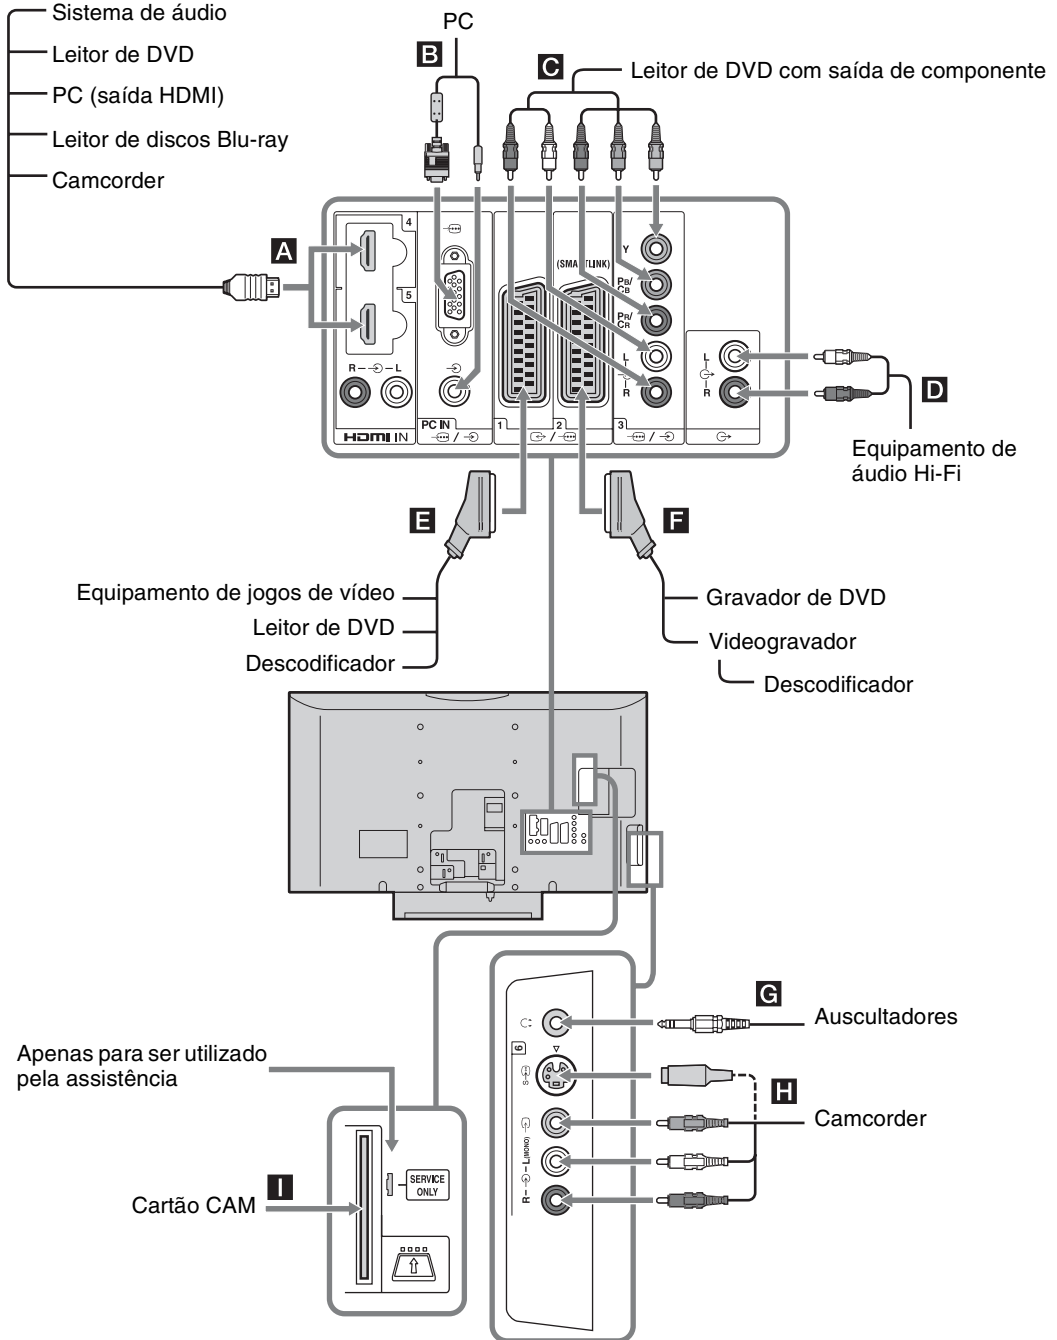 Sistema de áudio
Leitor de DVD
PC (saída HDMI)
Leitor de discos Blu-ray
Camcorder
PC
B
C
Leitor de DVD com saída de componente
A
4
5
R
L
HDMI IN
PC IN
1
(SMARTLINK)
2
Y
PB/
CB
PR/
CR
L
R
3
L
R
D
Equipamento de
áudio Hi-Fi
E
F
Equipamento de jogos de vídeo
Leitor de DVD
Descodificador
Gravador de DVD
Videogravador
Descodificador
G
Auscultadores
6
S
H
Camcorder
L(MONO)
R
Apenas para ser utilizado
pela assistência
I
Cartão CAM
SERVICE
ONLY